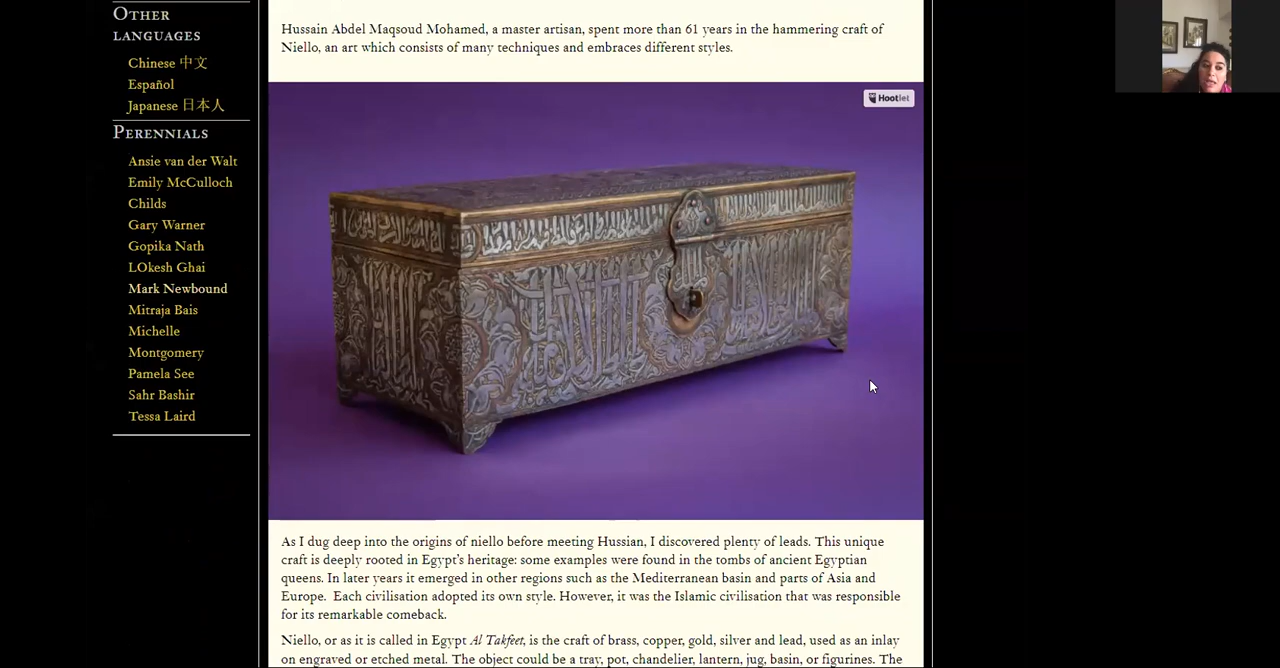 OTHER
LANGUAGES
Chinese 中文
Español
Japanese 日本人
PERENNIALS
Ansie van der Walt
Emily McCulloch
Childs
Gary Warner
Gopika Nath
LOkesh Ghai
Mark Newbound
Mitraja Bais
Michelle
Montgomery
Pamela See
Sahr Bashir
Tessa Laird
Hussain Abdel Maqsoud Mohamed, a master artisan, spent more than 61 years in the hammering craft of
Niello, an art which consists of many techniques and embraces different styles.
Hootlet
As I dug deep into the origins of niello before meeting Hussian, I discovered plenty of leads. This unique
craft is deeply rooted in Egypt's heritage: some examples were found in the tombs of ancient Egyptian
queens. In later years it emerged in other regions such as the Mediterranean basin and parts of Asia and
Europe. Each civilisation adopted its own style. However, it was the Islamic civilisation that was responsible
for its remarkable comeback.
Niello, or as it is called in Egypt Al Takfeet, is the craft of brass, copper, gold, silver and lead, used as an inlay
on engraved or etched metal. The object could be a tray, pot, chandelier, lantern, jug, basin, or figurines. The